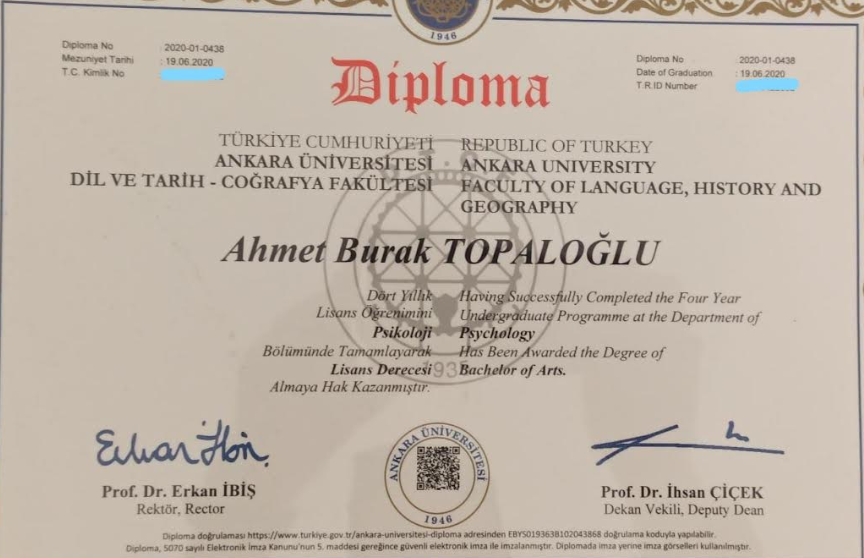 1946
Diploma No : 2020-01-0438
Mezuniyet Tarihi : 19.06.2020
T.C. Kimlik No
Diploma No : 2020-01-0438
Date of Graduation : 19.06.2020
T.R.ID Number
Diploma
TÜRKİYE CUMHURİYETİ
ANKARA ÜNİVERSİTESİ
DİL VE TARİH - COĞRAFYA FAKÜLTESİ
REPUBLIC OF TURKEY
ANKARA UNIVERSITY
FACULTY OF LANGUAGE, HISTORY AND
GEOGRAPHY
Ahmet Burak TOPALOĞLU
Dört Yıllık
Lisans Öğrenimini
Psikoloji
Bölümünde Tamamlayarak
Lisans Derecesi
Almaya Hak Kazanmıştır.
Having Successfully Completed the Four Year
Undergraduate Programme at the Department of
Psychology
Has Been Awarded the Degree of
Bachelor of Arts.
1935
ANKARA ÜNİVERSİTESİ
1946
Prof. Dr. Erkan İBİŞ
Rektör, Rector
Prof. Dr. İhsan ÇİÇEK
Dekan Vekili, Deputy Dean
Diploma doğrulaması https://www.turkiye.gov.tr/ankara-universitesi-diploma adresinden EBYS0193638102043868 doğrulama koduyla yapılabilir.
Diploma, 5070 sayılı Elektronik İmza Kanunu'nun 5. maddesi gereğince güvenli elektronik imza ile imzalanmıştır. Diplomada imza yerine imza görselleri kullanılmıştır.